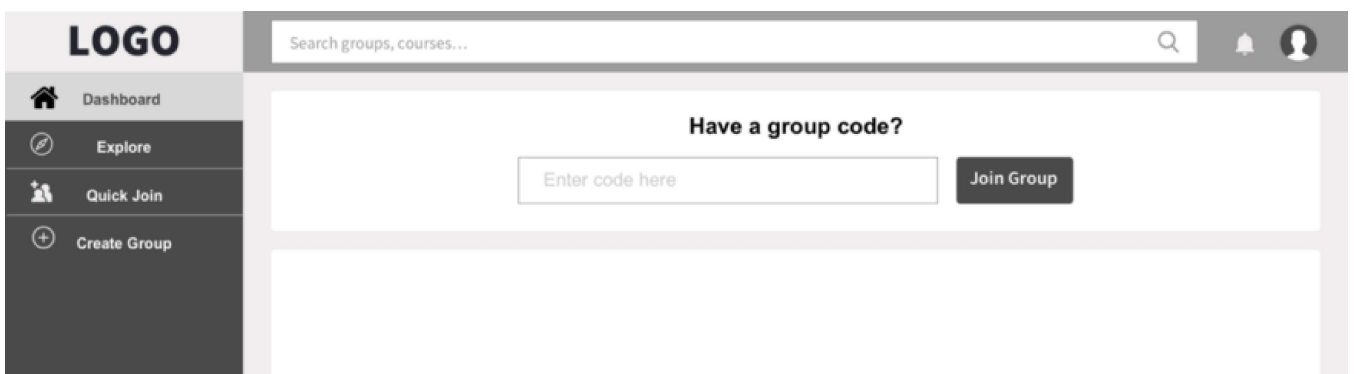 LOGO
Search groups, courses...
Dashboard
Explore
Quick Join
Create Group
Have a group code?
Enter code here
Join Group